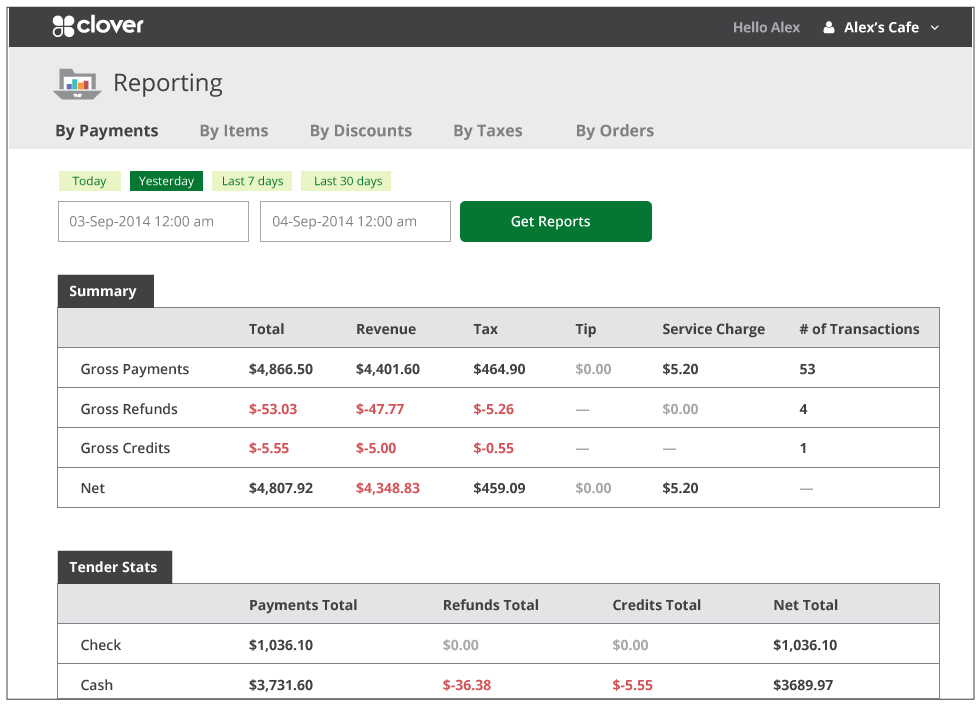 clover Hello Alex Alex's Cafe
Reporting
By Payments By Items By Discounts By Taxes By Orders
Today Yesterday Last 7 days Last 30 days
03-Sep-2014 12:00 am 04-Sep-2014 12:00 am Get Reports
Summary
Total Revenue Tax Tip Service Charge # of Transactions
Gross Payments $4,866.50 $4,401.60 $464.90 $0.00 $5.20 53
Gross Refunds $-53.03 $-47.77 $-5.26 — $0.00 4
Gross Credits $-5.55 $-5.00 $-0.55 — — 1
Net $4,807.92 $4,348.83 $459.09 $0.00 $5.20 —
Tender Stats
Payments Total Refunds Total Credits Total Net Total
Check $1,036.10 $0.00 $0.00 $1,036.10
Cash $3,731.60 $-36.38 $-5.55 $3689.97